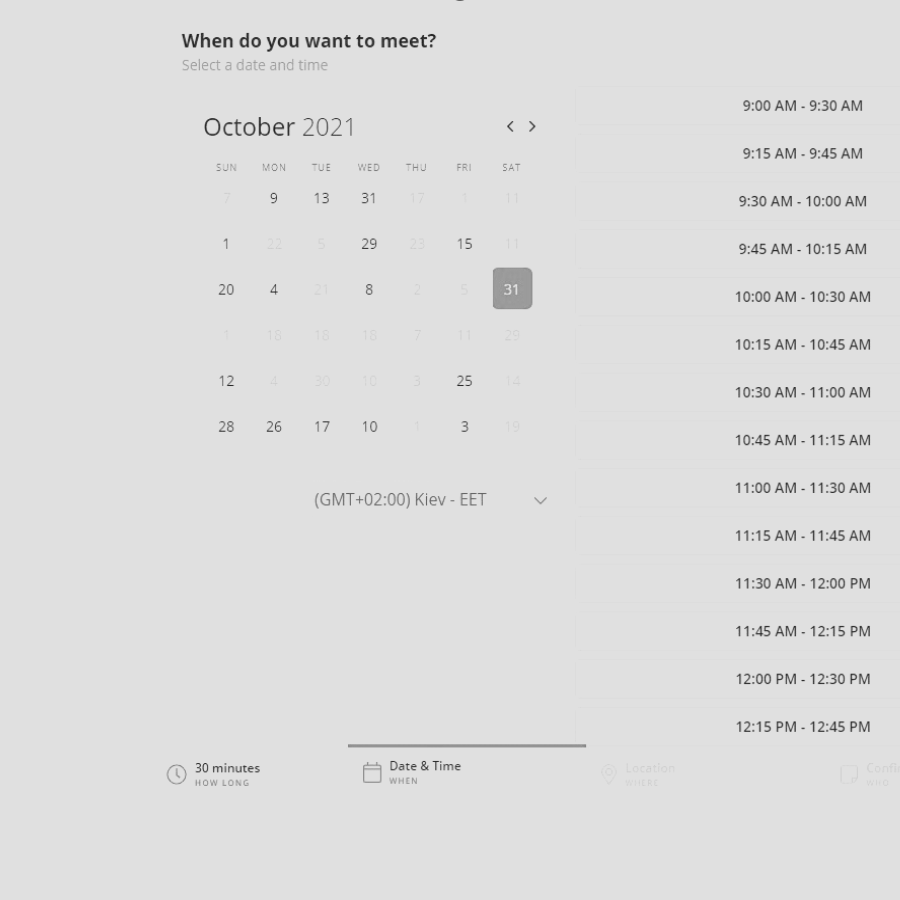 When do you want to meet?
Select a date and time
October 2021
SUN MON TUE WED THU FRI SAT
7 9 13 31 17 1 11
1 22 5 29 23 15 11
20 4 21 8 2 5 31
1 16 16 18 7 11 29
12 4 30 10 3 25 14
28 26 17 10 1 3 19
(GMT+02:00) Kiev - EET
9:00 AM - 9:30 AM
9:15 AM - 9:45 AM
9:30 AM - 10:00 AM
9:45 AM - 10:15 AM
10:00 AM - 10:30 AM
10:15 AM - 10:45 AM
10:30 AM - 11:00 AM
10:45 AM - 11:15 AM
11:00 AM - 11:30 AM
11:15 AM - 11:45 AM
11:30 AM - 12:00 PM
11:45 AM - 12:15 PM
12:00 PM - 12:30 PM
12:15 PM - 12:45 PM
30 minutes
HOW LONG
Date & Time
WHEN
Location
WHERE
WHO